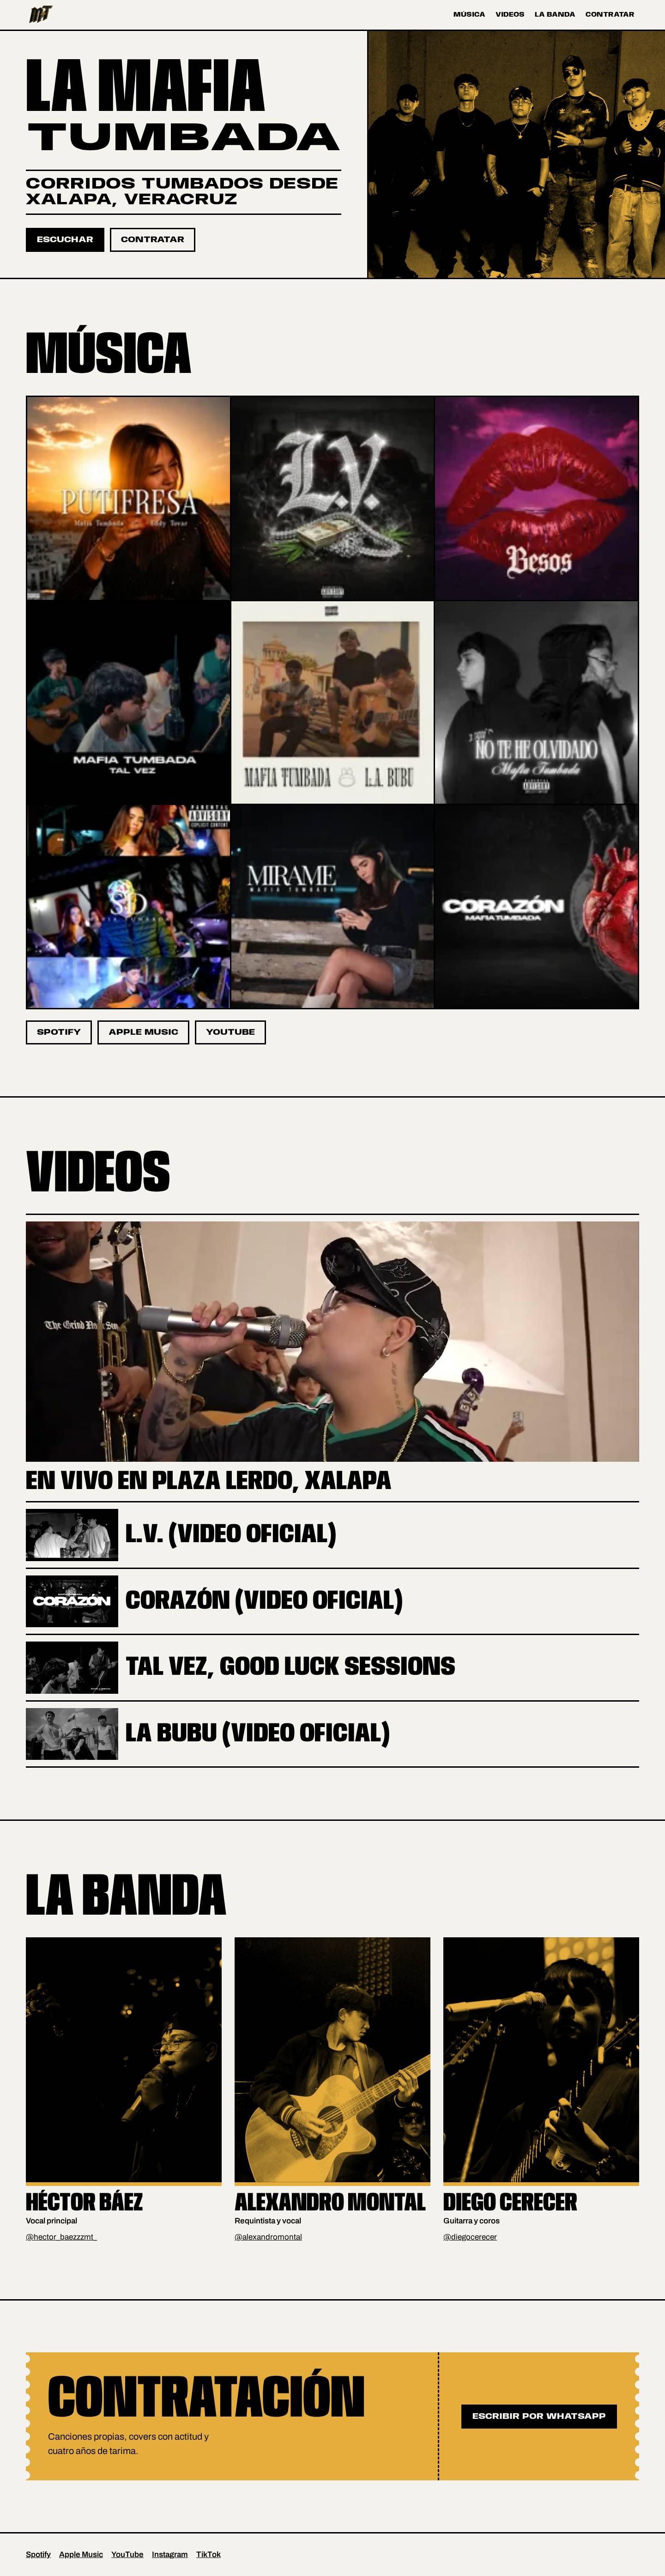 MT
MÚSICA VIDEOS LA BANDA CONTRATAR
LA MAFIA
TUMBADA
CORRIDOS TUMBADOS DESDE
XALAPA, VERACRUZ
ESCUCHAR CONTRATAR
MÚSICA
PUTIFRESA
Mafia Tumbada Eddy Tovar
L.V.
Besos
MAFIA TUMBADA
TAL VEZ
MAFIA TUMBADA L.A. BUBU
NO TE HE OLVIDADO
Mafia Tumbada
PARENTAL
ADVISORY
EXPLICIT CONTENT
SD
MIRAME
MAFIA TUMBADA
CORAZÓN
MAFIA TUMBADA
SPOTIFY APPLE MUSIC YOUTUBE
VIDEOS
The Grind
EN VIVO EN PLAZA LERDO, XALAPA
L.V. (VIDEO OFICIAL)
CORAZÓN
CORAZÓN (VIDEO OFICIAL)
TAL VEZ, GOOD LUCK SESSIONS
LA BUBU (VIDEO OFICIAL)
LA BANDA
HÉCTOR BÁEZ
Vocal principal
@hector_baezzzmt_
ALEXANDRO MONTAL
Requintista y vocal
@alexandromontal
DIEGO CERECER
Guitarra y coros
@diegocerecer
CONTRATACIÓN
Canciones propias, covers con actitud y
cuatro años de tarima.
ESCRIBIR POR WHATSAPP
Spotify Apple Music YouTube Instagram TikTok